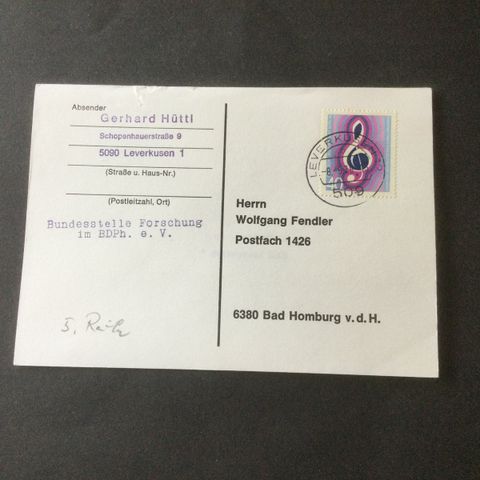 Absender
Gerhard Hüttl
Schopenhauerstraße 9
5090 Leverkusen 1
(Straße u. Haus-Nr.)
(Postleitzahl, Ort)
Bundesstelle Forschung
im BDPh. e. V.
5.
LEVERKUSEN
509
Herrn
Wolfgang Fendler
Postfach 1426
6380 Bad Homburg v. d. H.